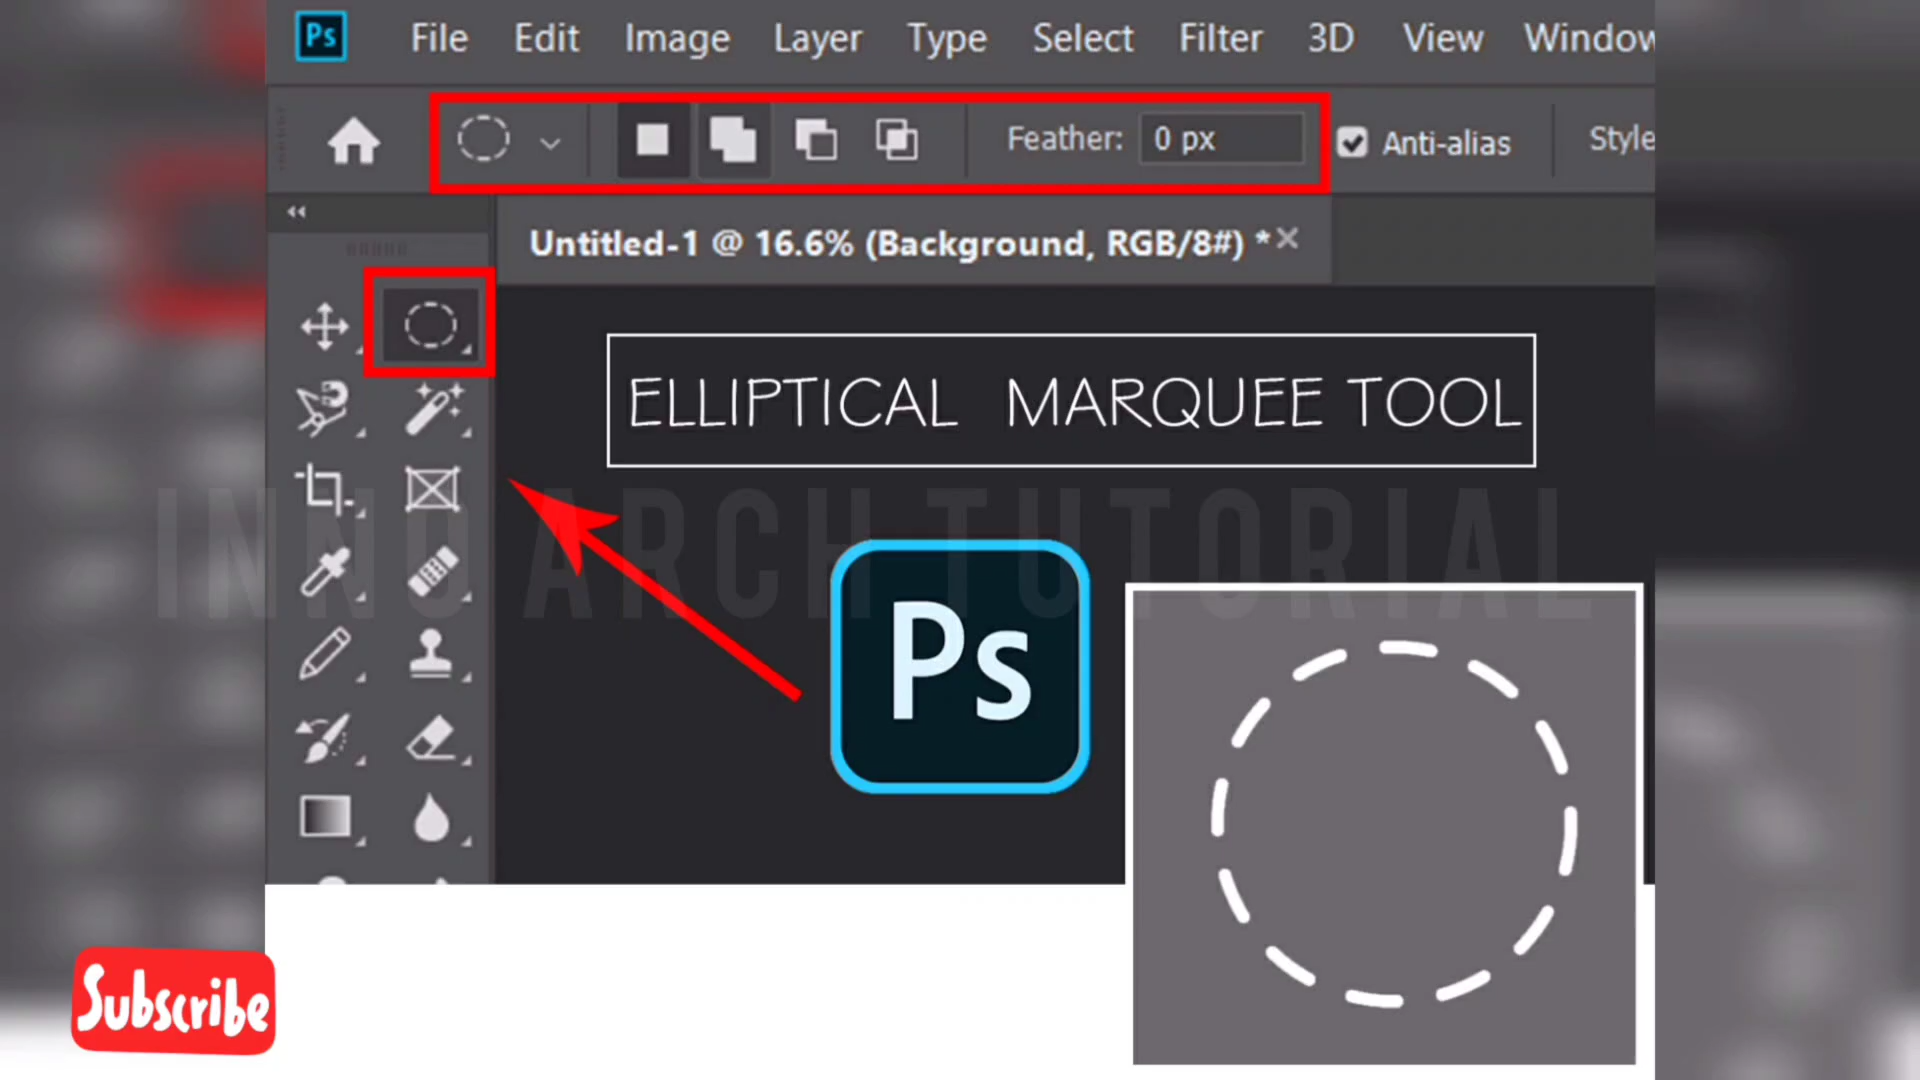 Ps File Edit Image Layer Type Select Filter 3D View Window
Feather: 0 px Anti-alias Style
Untitled-1 @ 16.6% (Background, RGB/8#) *
ELLIPTICAL MARQUEE TOOL
INNO ARCH TUTORIAL
Ps
Subscribe